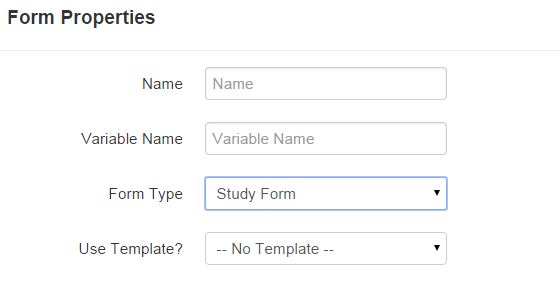 Form Properties
Name Name
Variable Name Variable Name
Form Type Study Form
Use Template? -- No Template --